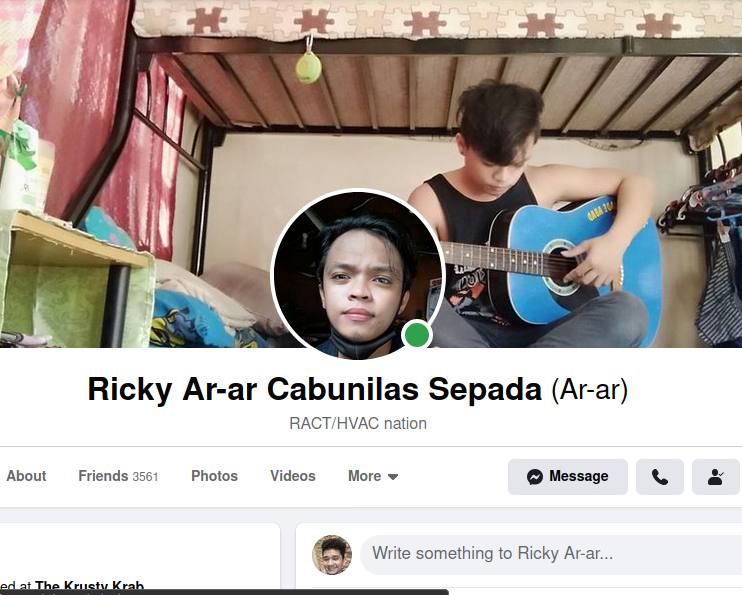 Ricky Ar-ar Cabunilas Sepada (Ar-ar)
RACT/HVAC nation
About Friends 3561 Photos Videos More Message
Write something to Ricky Ar-ar...
ed at The Krusty Krab